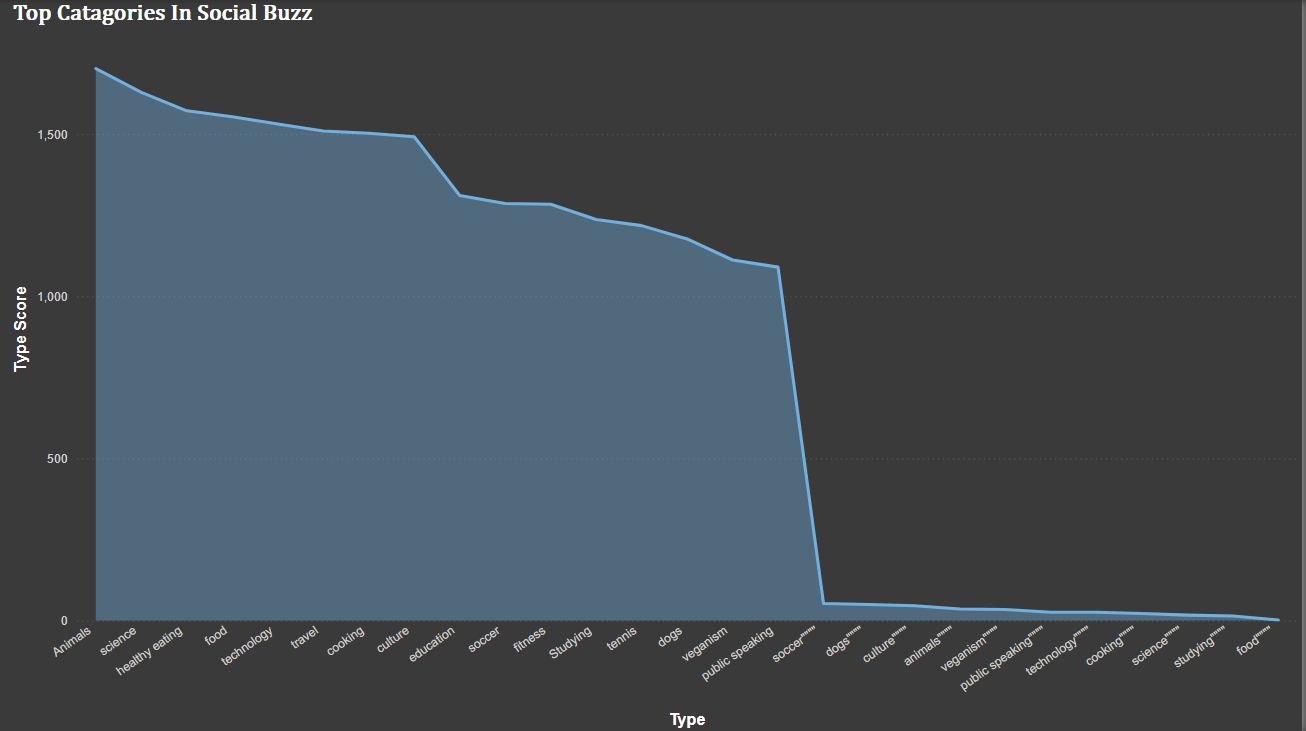 Top Catagories In Social Buzz
Type Score
1,500
1,000
500
0
Animals
science
healthy eating
food
technology
travel
cooking
culture
education
soccer
fitness
Studying
tennis
dogs
veganism
public speaking
soccer""""
dogs""""
culture""""
animals""""
veganism""""
public speaking""""
technology""""
cooking""""
science""""
studying""""
food""""
Type